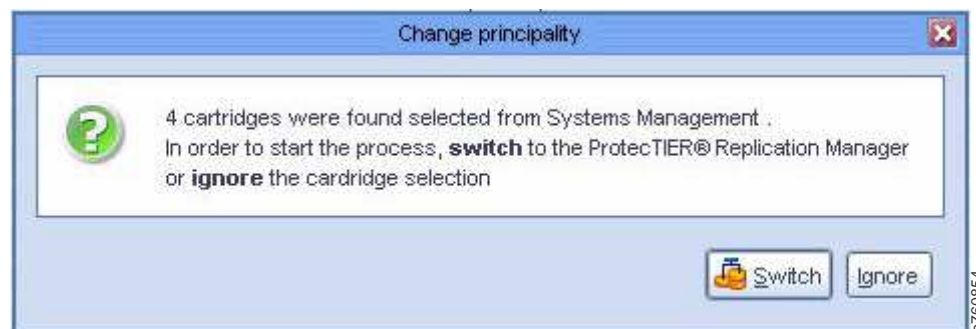 Change principality
4 cartridges were found selected from Systems Management .
In order to start the process, switch to the ProtecTIER® Replication Manager
or ignore the cardridge selection
Switch
Ignore